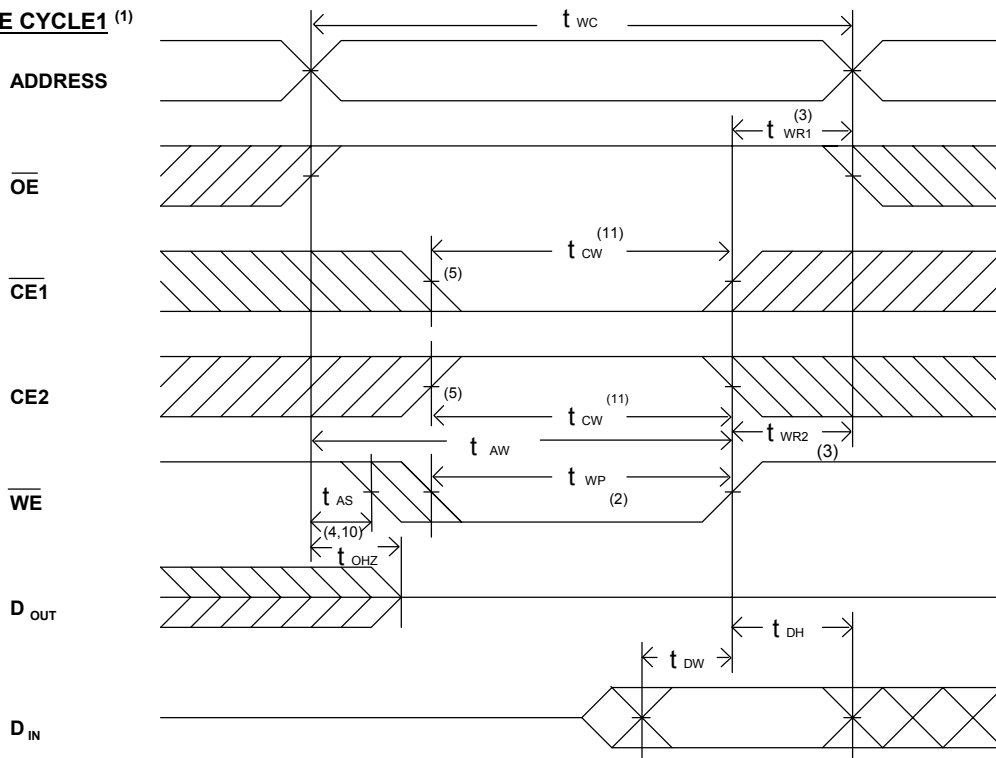 E CYCLE1 (1)
t WC
ADDRESS
t WR1 (3)
OE
t CW (11)
CE1
(5)
CE2
(5)
t CW (11)
t AW
t WR2 (3)
t WP (2)
WE
t AS
(4,10)
t OHZ
D OUT
t DH
t DW
D IN